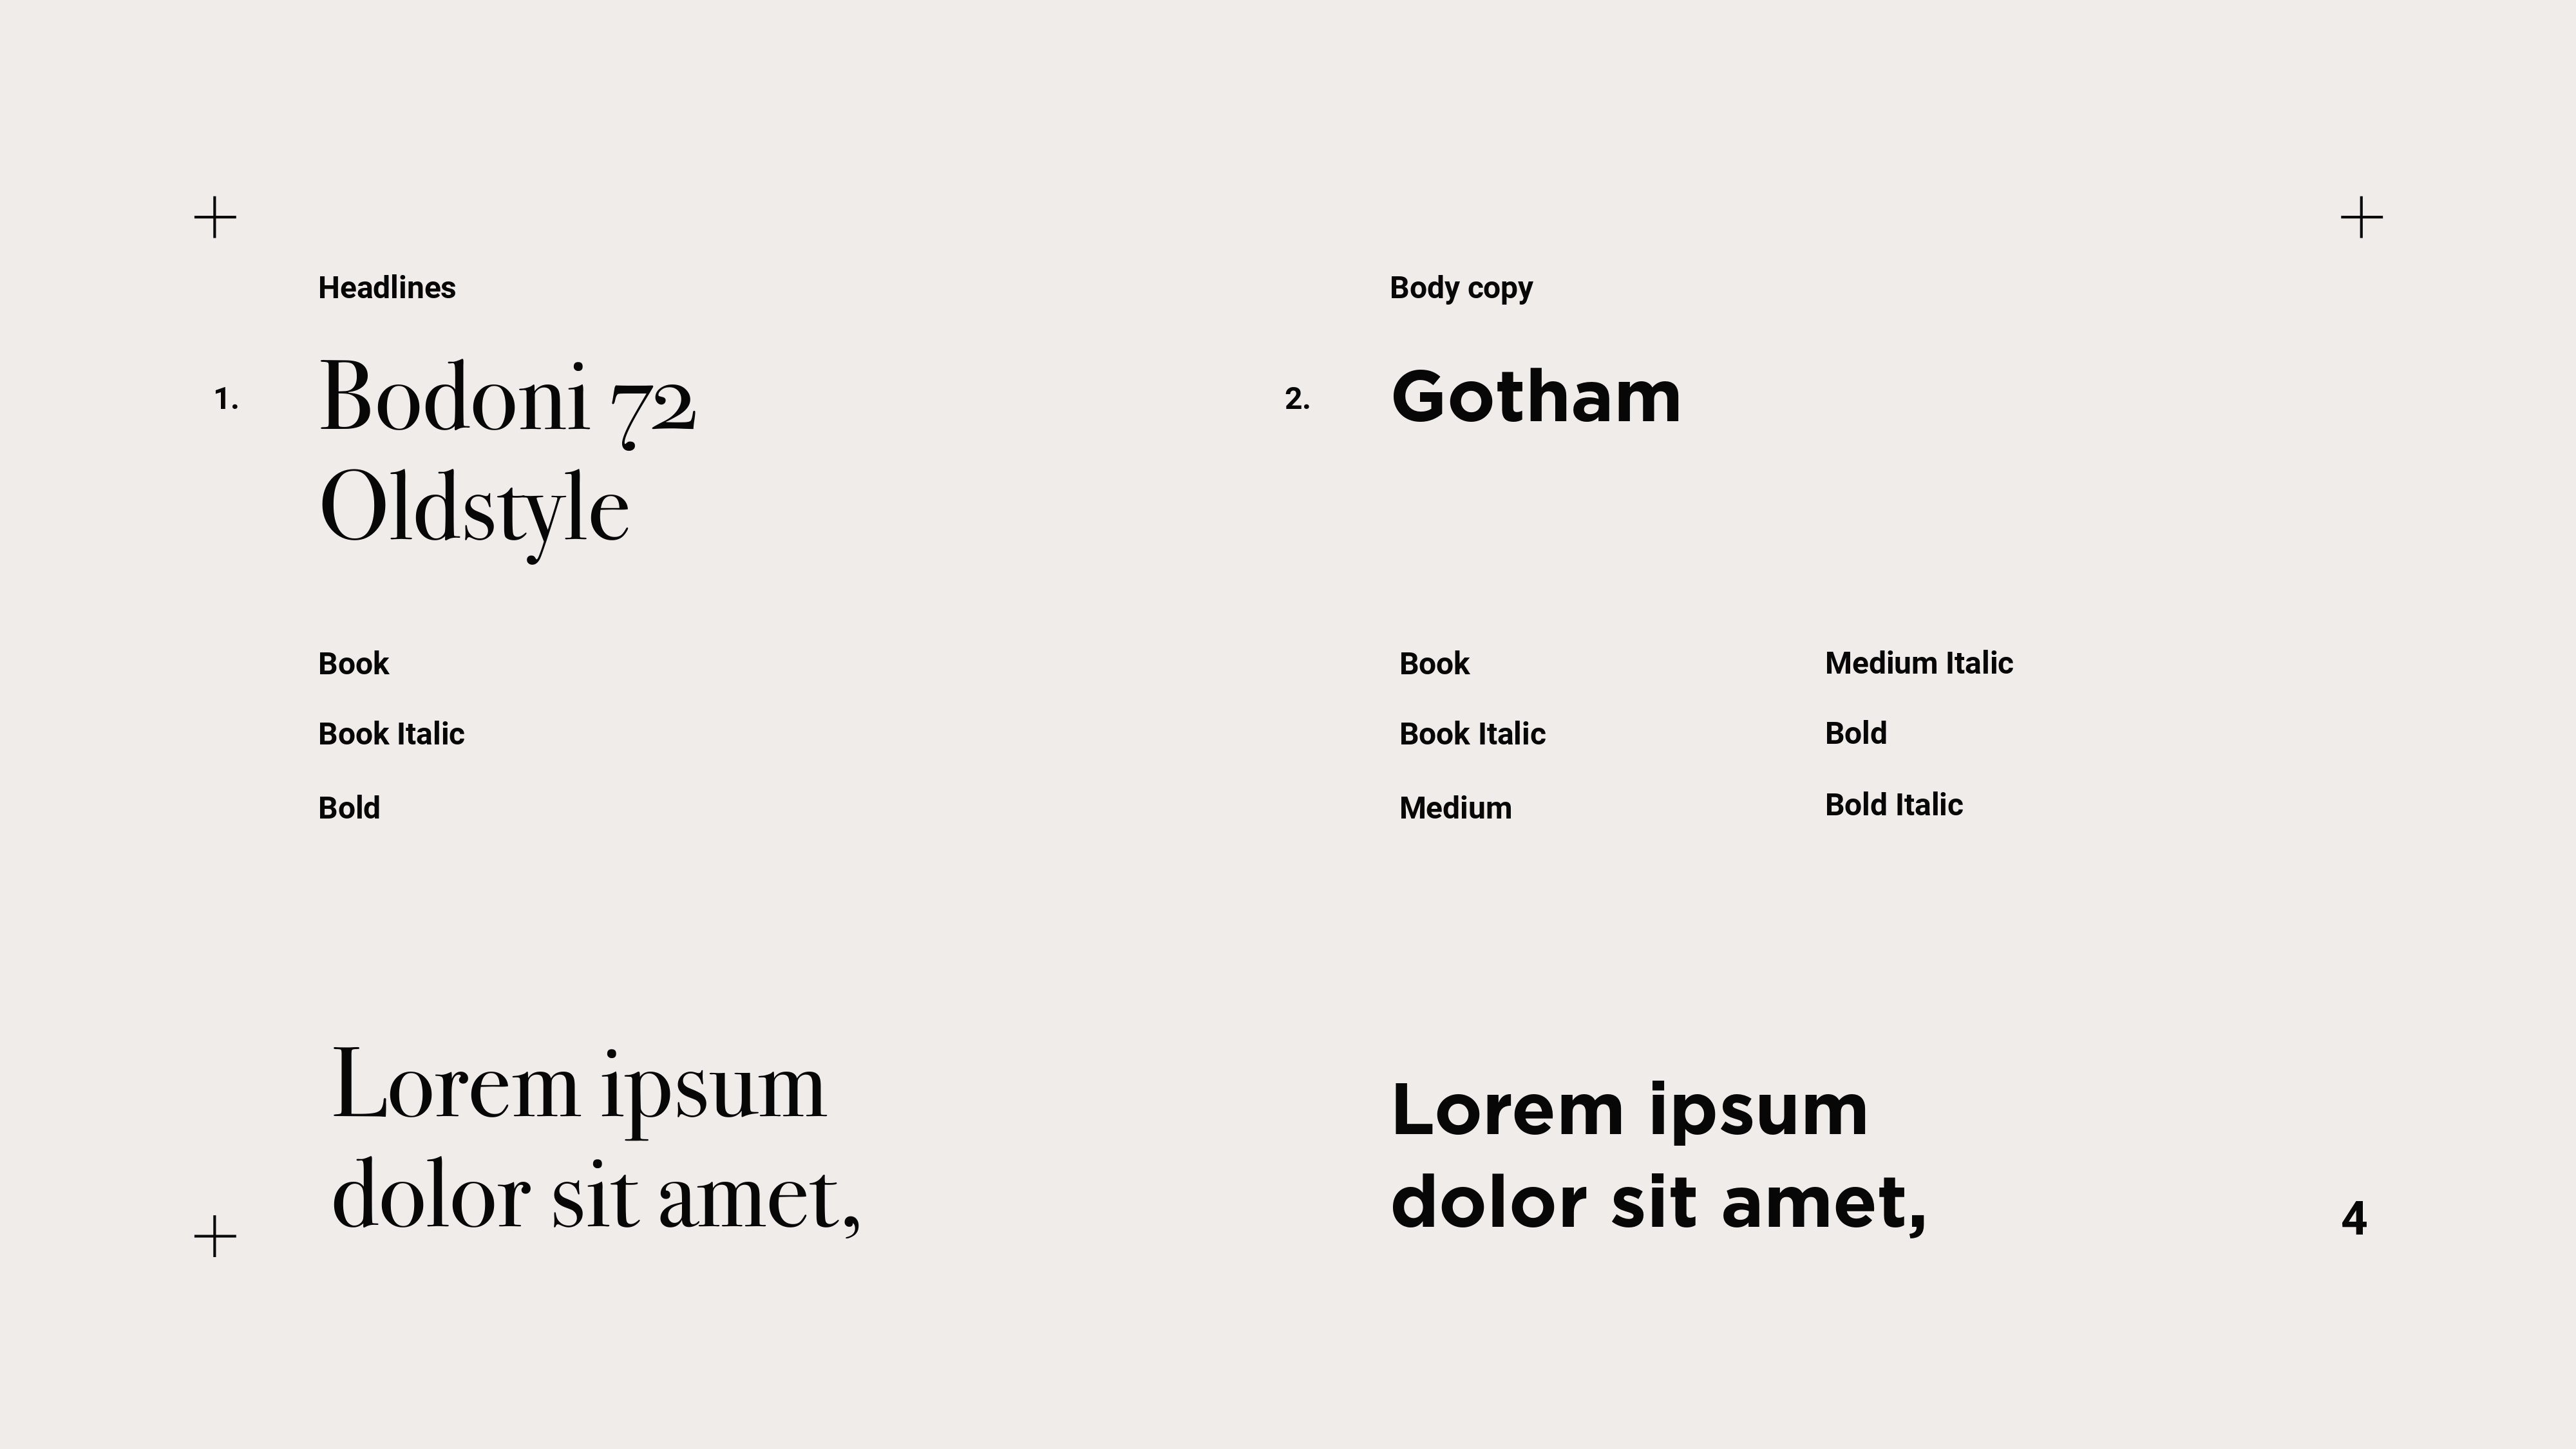 Headlines
1.
Bodoni 72
Oldstyle
Book
Book Italic
Bold
Lorem ipsum
dolor sit amet,
Body copy
2.
Gotham
Book
Book Italic
Medium
Medium Italic
Bold
Bold Italic
Lorem ipsum
dolor sit amet,
4